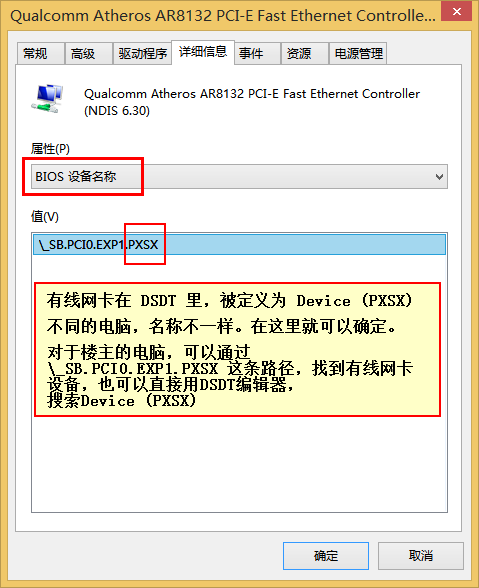 Qualcomm Atheros AR8132 PCI-E Fast Ethernet Controlle...
常规 高级 驱动程序 详细信息 事件 资源 电源管理
Qualcomm Atheros AR8132 PCI-E Fast Ethernet Controller
(NDIS 6.30)
属性(P)
BIOS 设备名称
值(V)
\_SB.PCI0.EXP1.PXSX
有线网卡在 DSDT 里，被定义为 Device (PXSX)
不同的电脑，名称不一样。在这里就可以确定。
对于楼主的电脑，可以通过
\_SB.PCI0.EXP1.PXSX 这条路径，找到有线网卡
设备，也可以直接用DSDT编辑器，
搜索Device (PXSX)
确定 取消